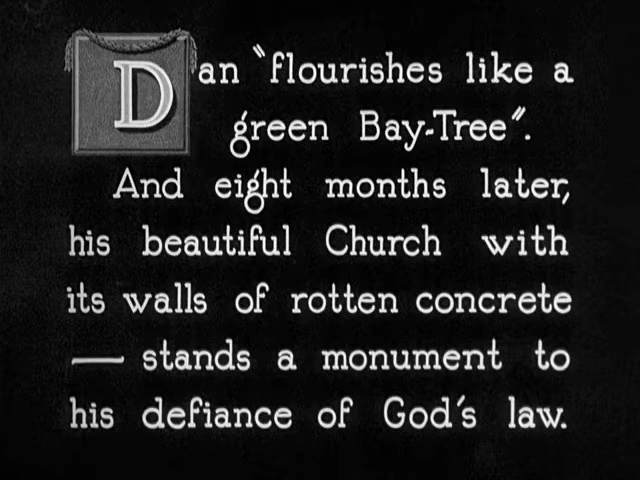 Dan "flourishes like a
green Bay-Tree".
And eight months later,
his beautiful Church with
its walls of rotten concrete
— stands a monument to
his defiance of God's law.